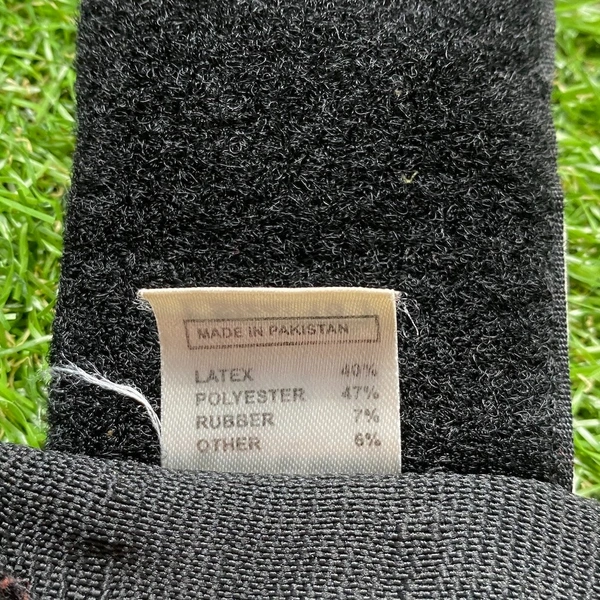 MADE IN PAKISTAN
LATEX 40%
POLYESTER 47%
RUBBER 7%
OTHER 6%